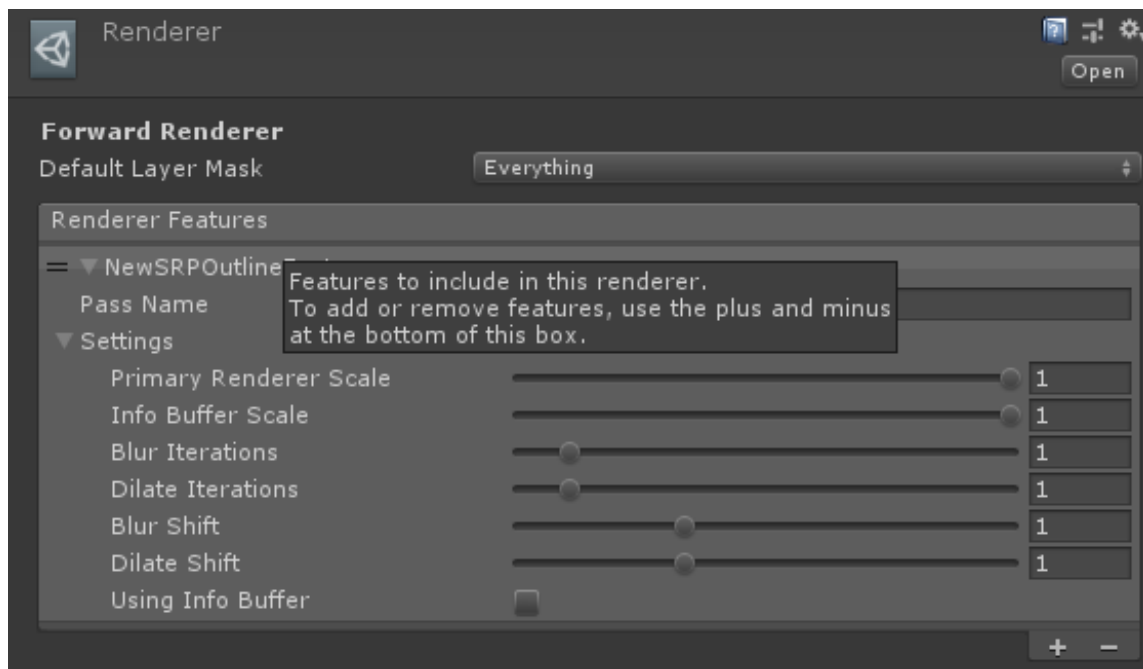 Renderer
Open
Forward Renderer
Default Layer Mask Everything
Renderer Features
NewSRPOutline
Features to include in this renderer.
To add or remove features, use the plus and minus
at the bottom of this box.
Pass Name
Settings
Primary Renderer Scale 1
Info Buffer Scale 1
Blur Iterations 1
Dilate Iterations 1
Blur Shift 1
Dilate Shift 1
Using Info Buffer
+ −